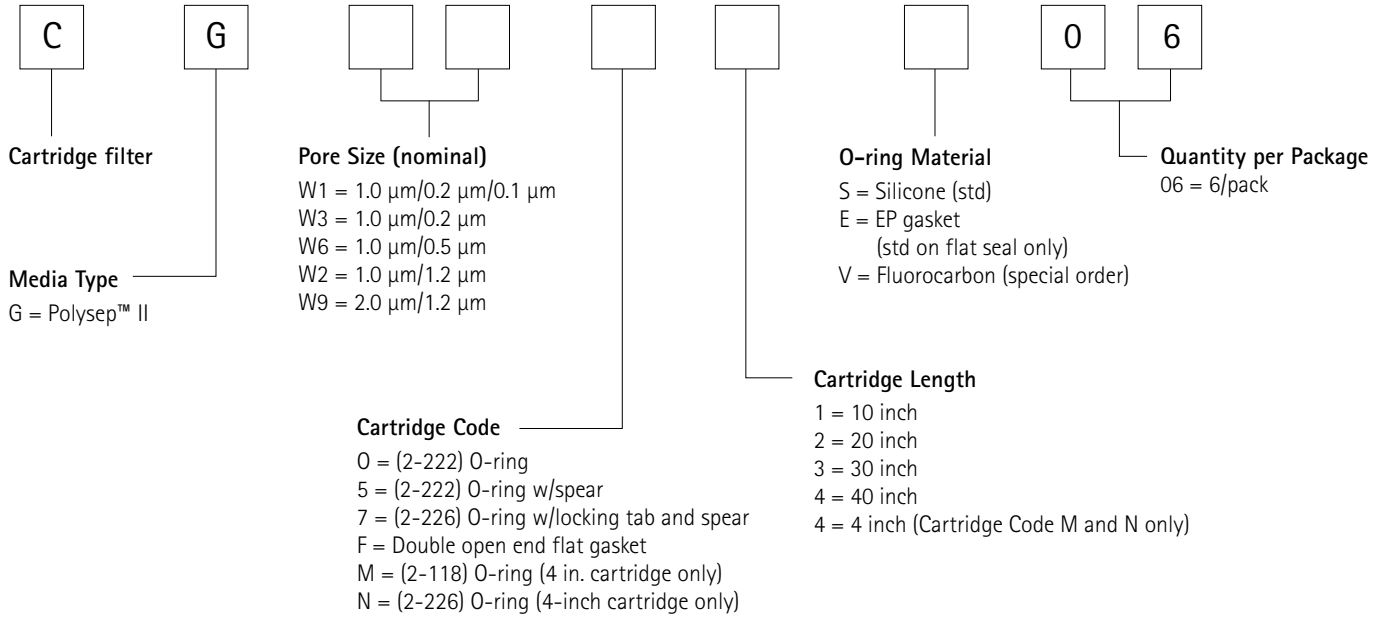 C G 0 6
Cartridge filter
Media Type
G = Polysep™ II
Pore Size (nominal)
W1 = 1.0 µm/0.2 µm/0.1 µm
W3 = 1.0 µm/0.2 µm
W6 = 1.0 µm/0.5 µm
W2 = 1.0 µm/1.2 µm
W9 = 2.0 µm/1.2 µm
Cartridge Code
0 = (2-222) O-ring
5 = (2-222) O-ring w/spear
7 = (2-226) O-ring w/locking tab and spear
F = Double open end flat gasket
M = (2-118) O-ring (4 in. cartridge only)
N = (2-226) O-ring (4-inch cartridge only)
Cartridge Length
1 = 10 inch
2 = 20 inch
3 = 30 inch
4 = 40 inch
4 = 4 inch (Cartridge Code M and N only)
O-ring Material
S = Silicone (std)
E = EP gasket
(std on flat seal only)
V = Fluorocarbon (special order)
Quantity per Package
06 = 6/pack